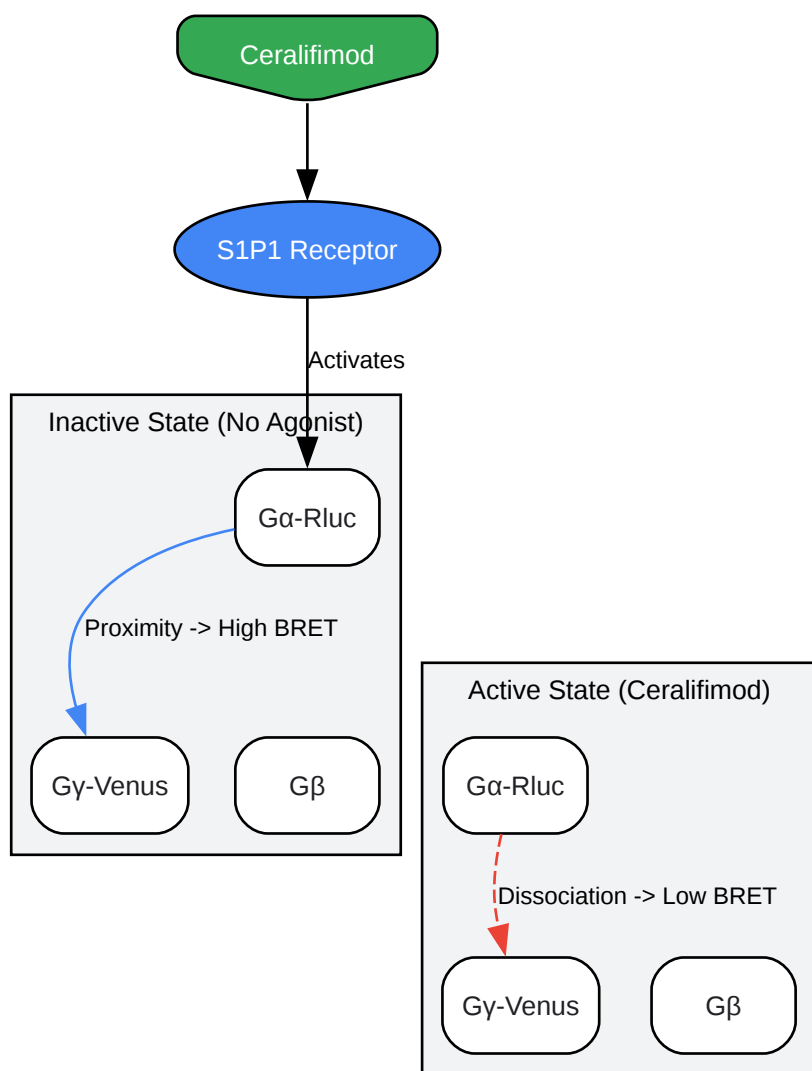 Ceralifimod
S1P1 Receptor
Activates
Inactive State (No Agonist)
Gα-Rluc
Proximity -> High BRET
Gγ-Venus
Gβ
Active State (Ceralifimod)
Gα-Rluc
Dissociation -> Low BRET
Gγ-Venus
Gβ